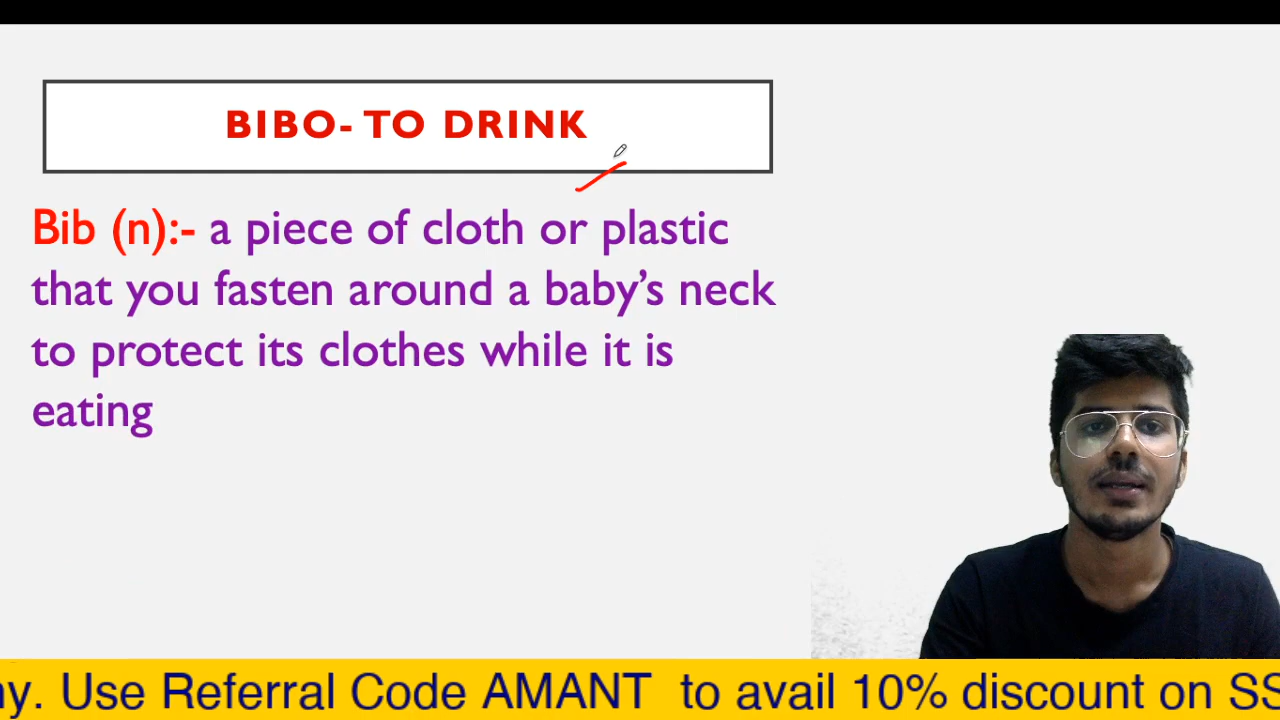 BIBO- TO DRINK
Bib (n):- a piece of cloth or plastic
that you fasten around a baby's neck
to protect its clothes while it is
eating
ny. Use Referral Code AMANT to avail 10% discount on SS